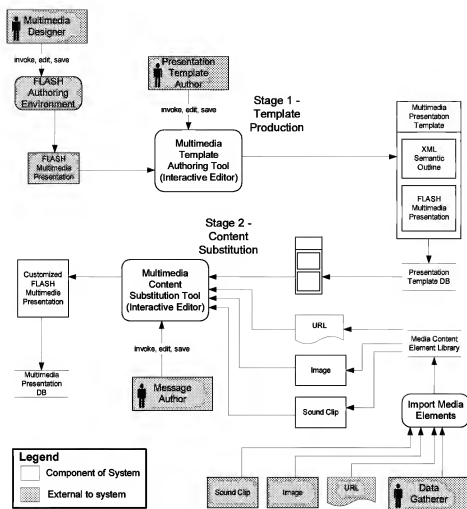 Multimedia
Designer
invoke, edit, save
FLASH
Authoring
Environment
FLASH
Multimedia
Presentation
Presentation
Template
Author
invoke, edit, save
Multimedia
Template
Authoring Tool
(Interactive Editor)
Stage 1 -
Template
Production
Multimedia
Presentation
Template
XML
Semantic
Outline
FLASH
Multimedia
Presentation
Presentation
Template DB
Stage 2 -
Content
Substitution
Customized
FLASH
Multimedia
Presentation
Multimedia
Content
Substitution Tool
(Interactive Editor)
Multimedia
Presentation
DB
invoke, edit, save
Message
Author
URL
Image
Sound Clip
Media Content
Element Library
Import Media
Elements
Legend
Component of System
External to system
Sound Clip
Image
URL
Data
Gatherer